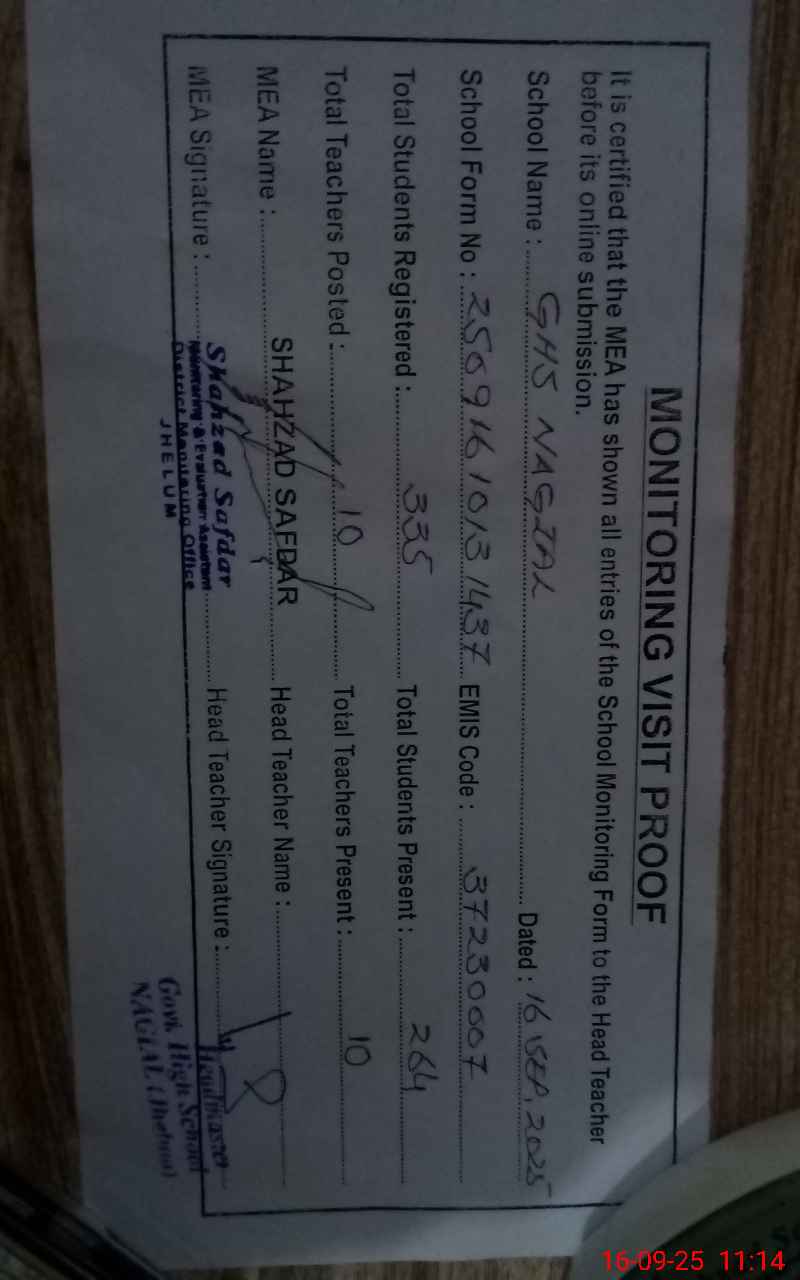 MONITORING VISIT PROOF
It is certified that the MEA has shown all entries of the School Monitoring Form to the Head Teacher
before its online submission.
School Name : GHS NAGIAL Dated : 16 SEP, 2025
School Form No : 2509161013 1437 EMIS Code : 37230007
Total Students Registered : 335 Total Students Present : 264
Total Teachers Posted : 10 Total Teachers Present : 10
MEA Name : SHAHZAD SAFDAR Head Teacher Name :
MEA Signature : Head Teacher Signature :
Shahzad Safdar
Monitoring & Evaluation Assistant
District Monitoring Office
JHELUM
Headmaster
Govt. High School
NAGIAL (Jhelum)
16-09-25 11:14